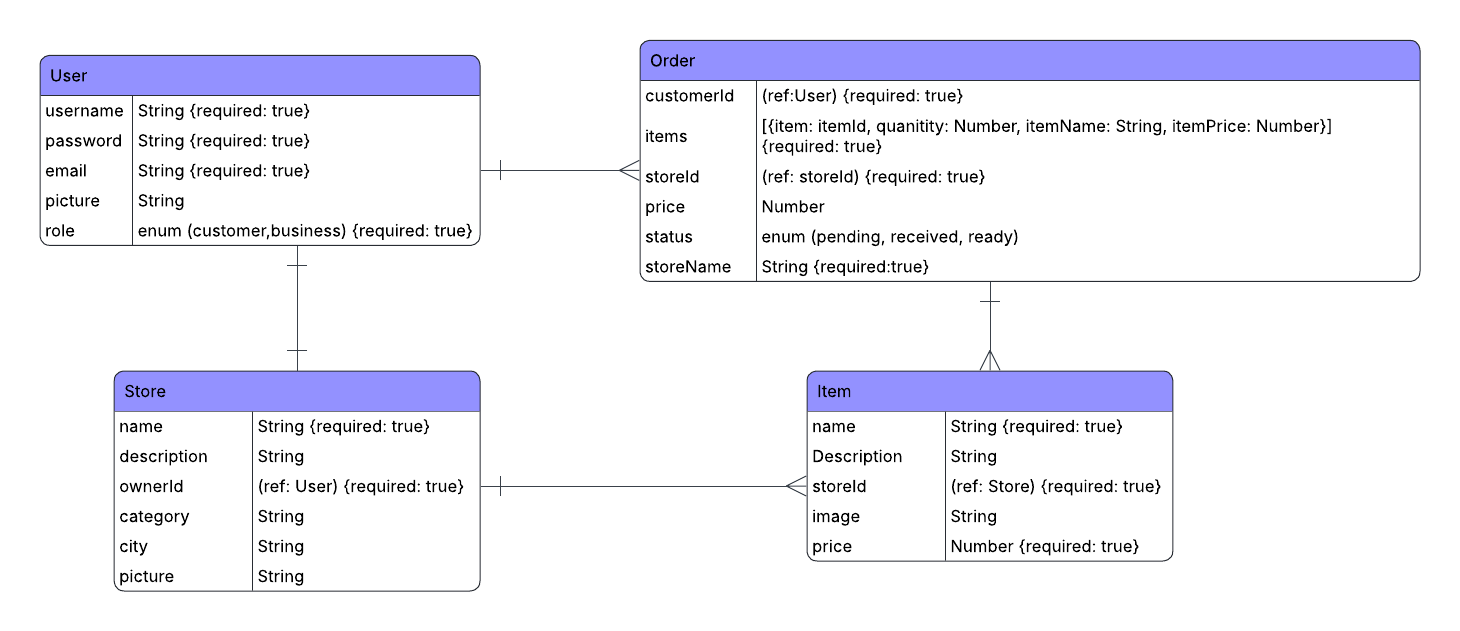 User
username String {required: true}
password String {required: true}
email String {required: true}
picture String
role enum (customer,business) {required: true}
Order
customerId (ref:User) {required: true}
items [{item: itemId, quanitity: Number, itemName: String, itemPrice: Number}]
{required: true}
storeId (ref: storeId) {required: true}
price Number
status enum (pending, received, ready)
storeName String {required:true}
Store
name String {required: true}
description String
ownerId (ref: User) {required: true}
category String
city String
picture String
Item
name String {required: true}
Description String
storeId (ref: Store) {required: true}
image String
price Number {required: true}